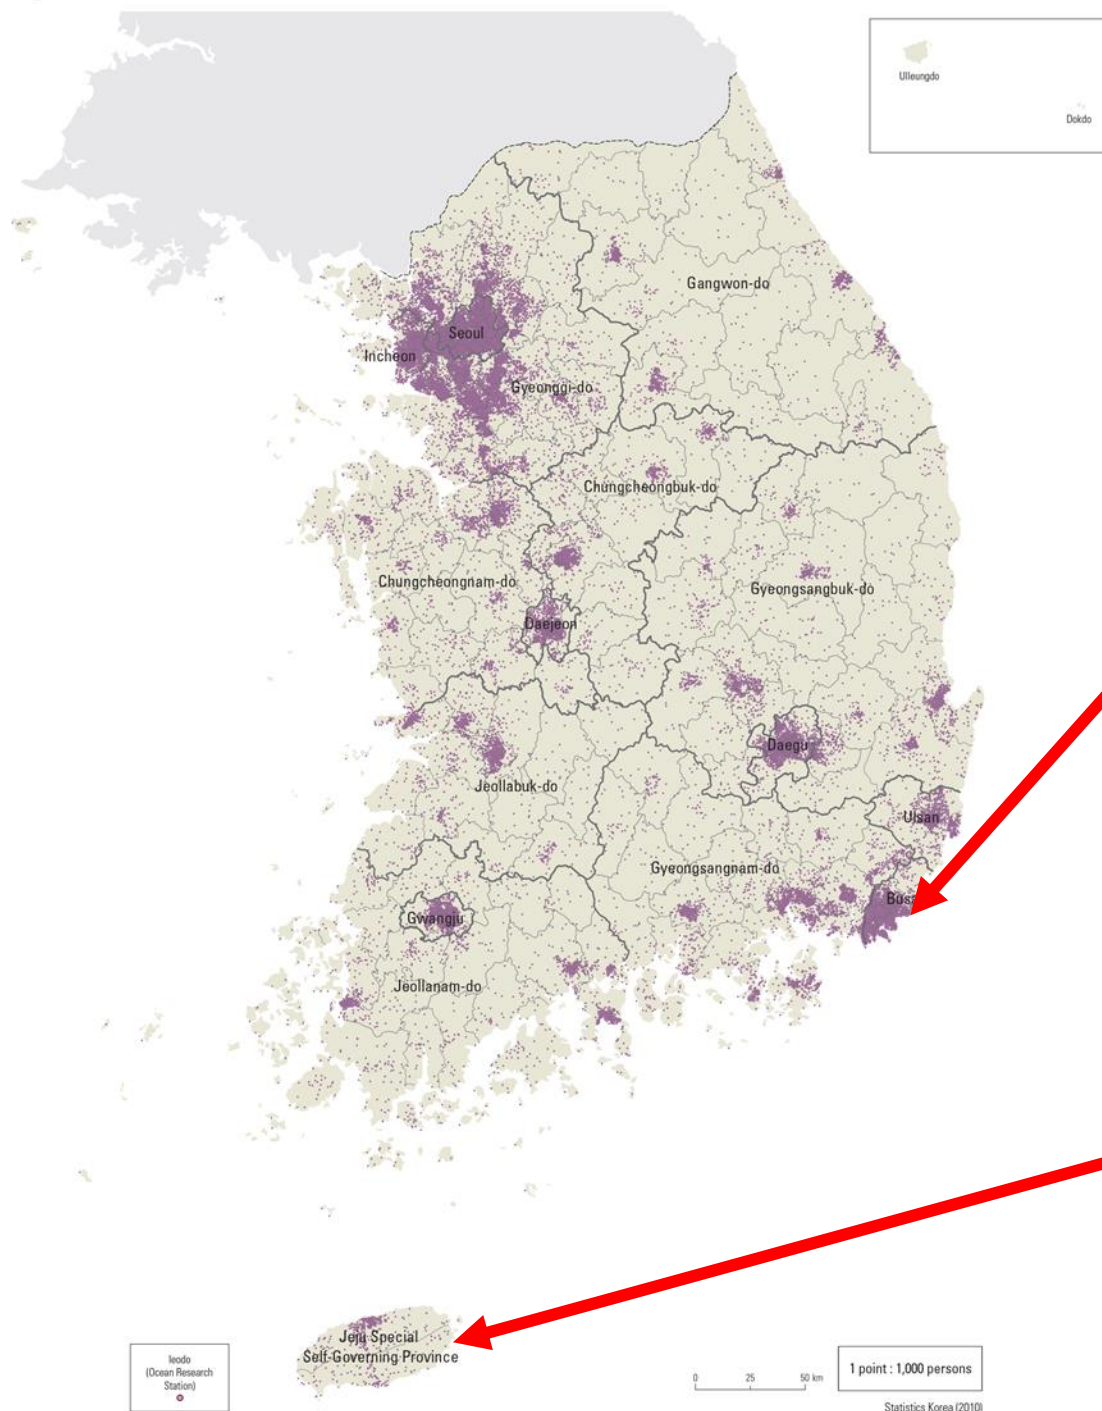 Ulleungdo
Dokdo
Gangwon-do
Seoul
Incheon
Gyeonggi-do
Chungcheongbuk-do
Chungcheongnam-do
Gyeongsangbuk-do
Daejeon
Daegu
Jeollabuk-do
Ulsan
Gyeongsangnam-do
Busa
Gwangju
Jeollanam-do
Jeju Special
Self-Governing Province
Ieodo
(Ocean Research
Station)
0 25 50 km
1 point : 1,000 persons
Statistics Korea (2010)